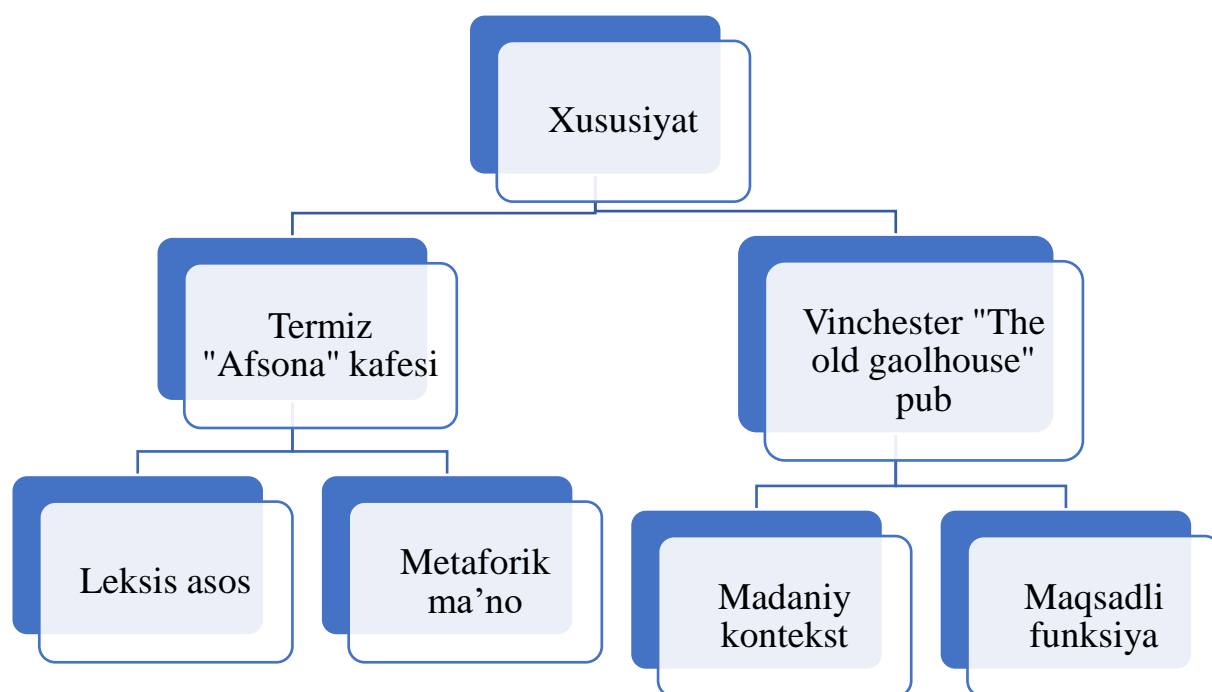 Xususiyat
Termiz
"Afsona" kafesi
Vinchester "The
old gaolhouse"
pub
Leksis asos
Metaforik
ma’no
Madaniy
kontekst
Maqsadli
funksiya